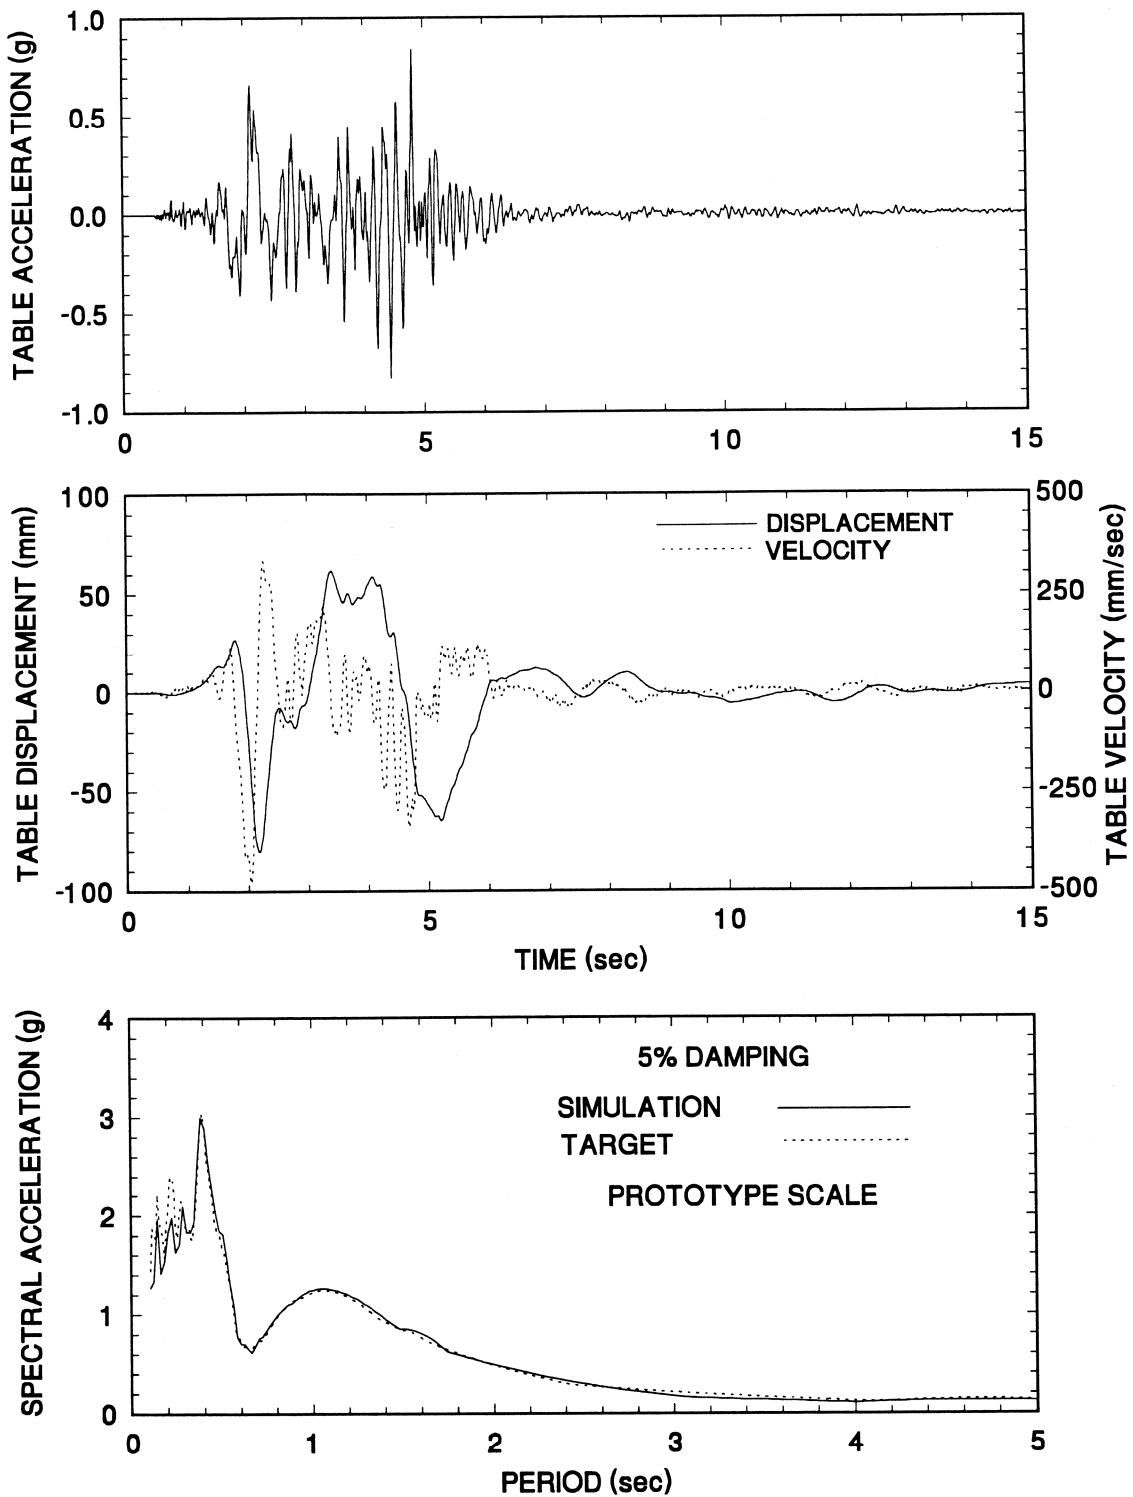 TABLE ACCELERATION (g)
1.0
0.5
0.0
-0.5
-1.0
0
5
10
15
TABLE DISPLACEMENT (mm)
100
50
0
-50
-100
DISPLACEMENT
VELOCITY
500
250
0
-250
-500
TABLE VELOCITY (mm/sec)
0
5
10
15
TIME (sec)
SPECTRAL ACCELERATION (g)
4
3
2
1
0
5% DAMPING
SIMULATION
TARGET
PROTOTYPE SCALE
0
1
2
3
4
5
PERIOD (sec)